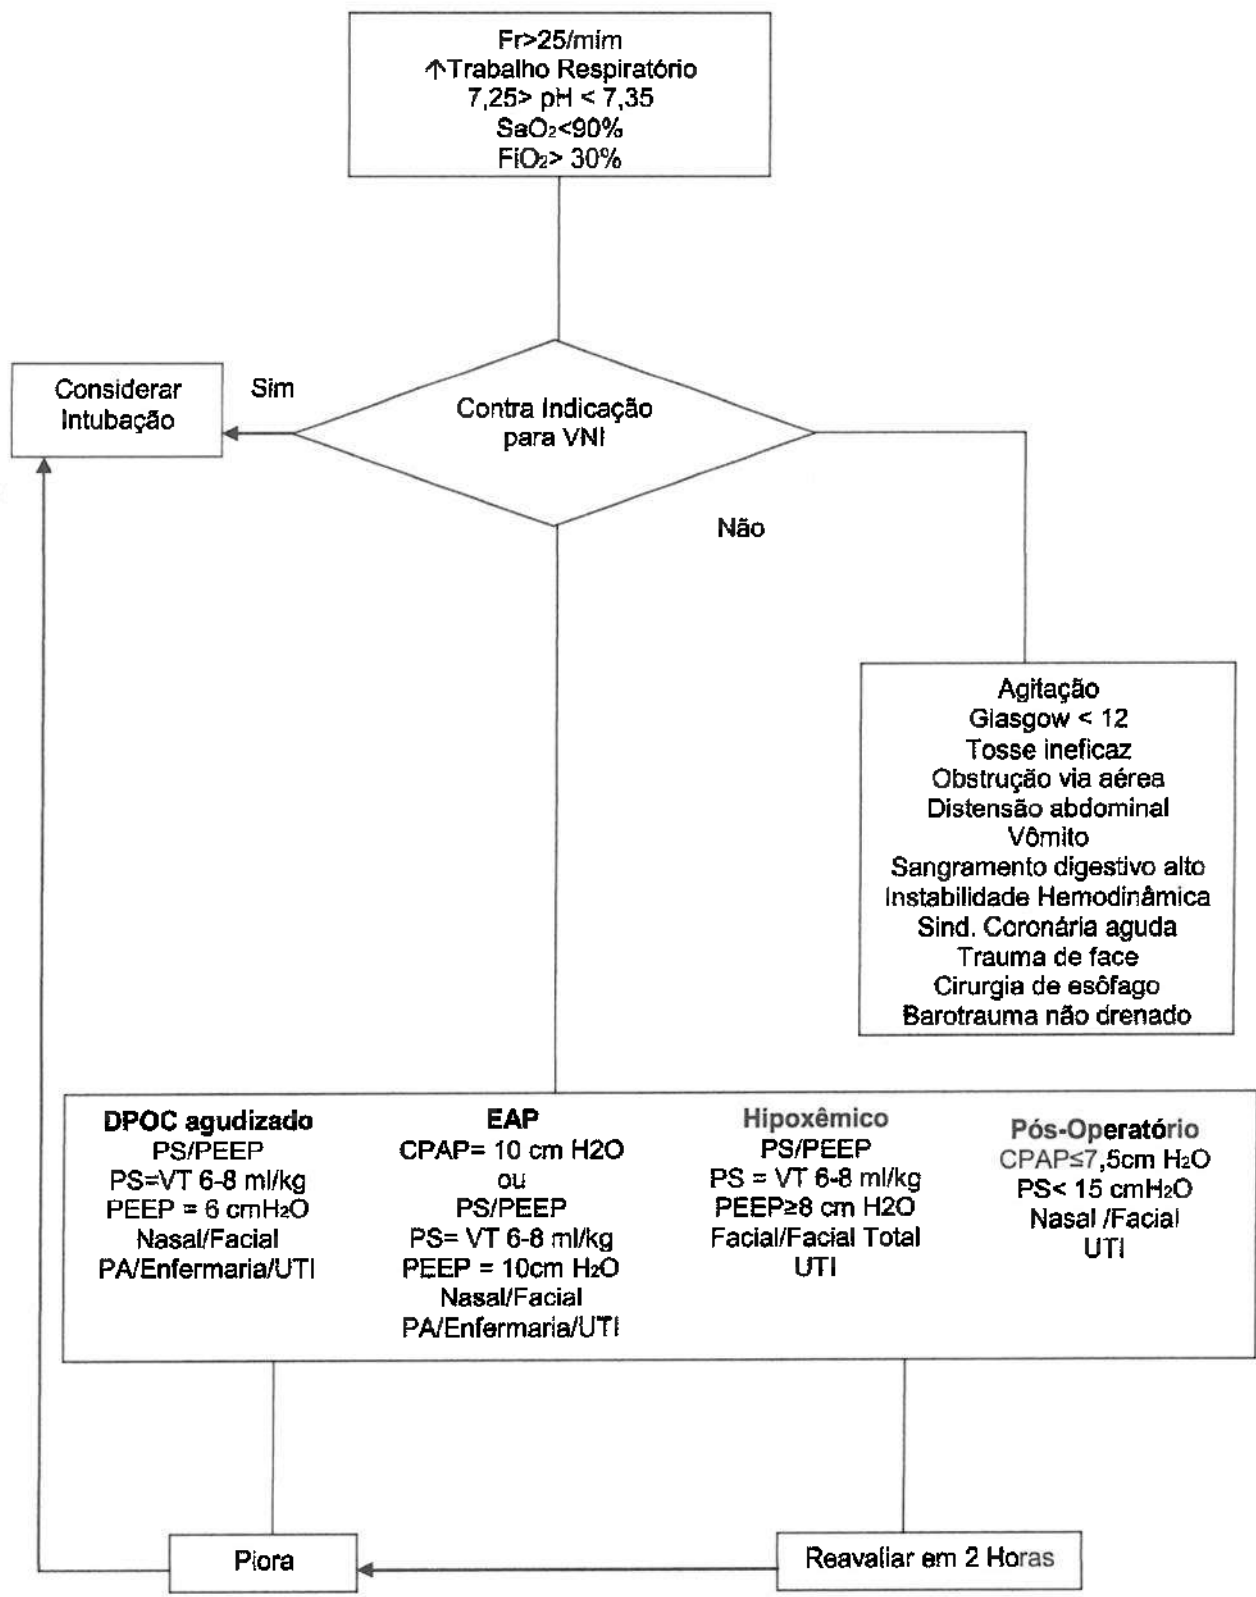 Fr>25/mim
↑Trabalho Respiratório
7,25> pH < 7,35
SaO₂<90%
FiO₂> 30%
Considerar
Intubação
Sim
Contra Indicação
para VNI
Não
Agitação
Glasgow < 12
Tosse ineficaz
Obstrução via aérea
Distensão abdominal
Vômito
Sangramento digestivo alto
Instabilidade Hemodinâmica
Sind. Coronária aguda
Trauma de face
Cirurgia de esôfago
Barotrauma não drenado
DPOC agudizado
PS/PEEP
PS=VT 6-8 ml/kg
PEEP = 6 cmH₂O
Nasal/Facial
PA/Enfermaria/UTI
EAP
CPAP= 10 cm H2O
ou
PS/PEEP
PS= VT 6-8 ml/kg
PEEP = 10cm H₂O
Nasal/Facial
PA/Enfermaria/UTI
Hipoxêmico
PS/PEEP
PS = VT 6-8 ml/kg
PEEP≥8 cm H2O
Facial/Facial Total
UTI
Pós-Operatório
CPAP≤7,5cm H₂O
PS< 15 cmH₂O
Nasal /Facial
UTI
Piora
Reavaliar em 2 Horas